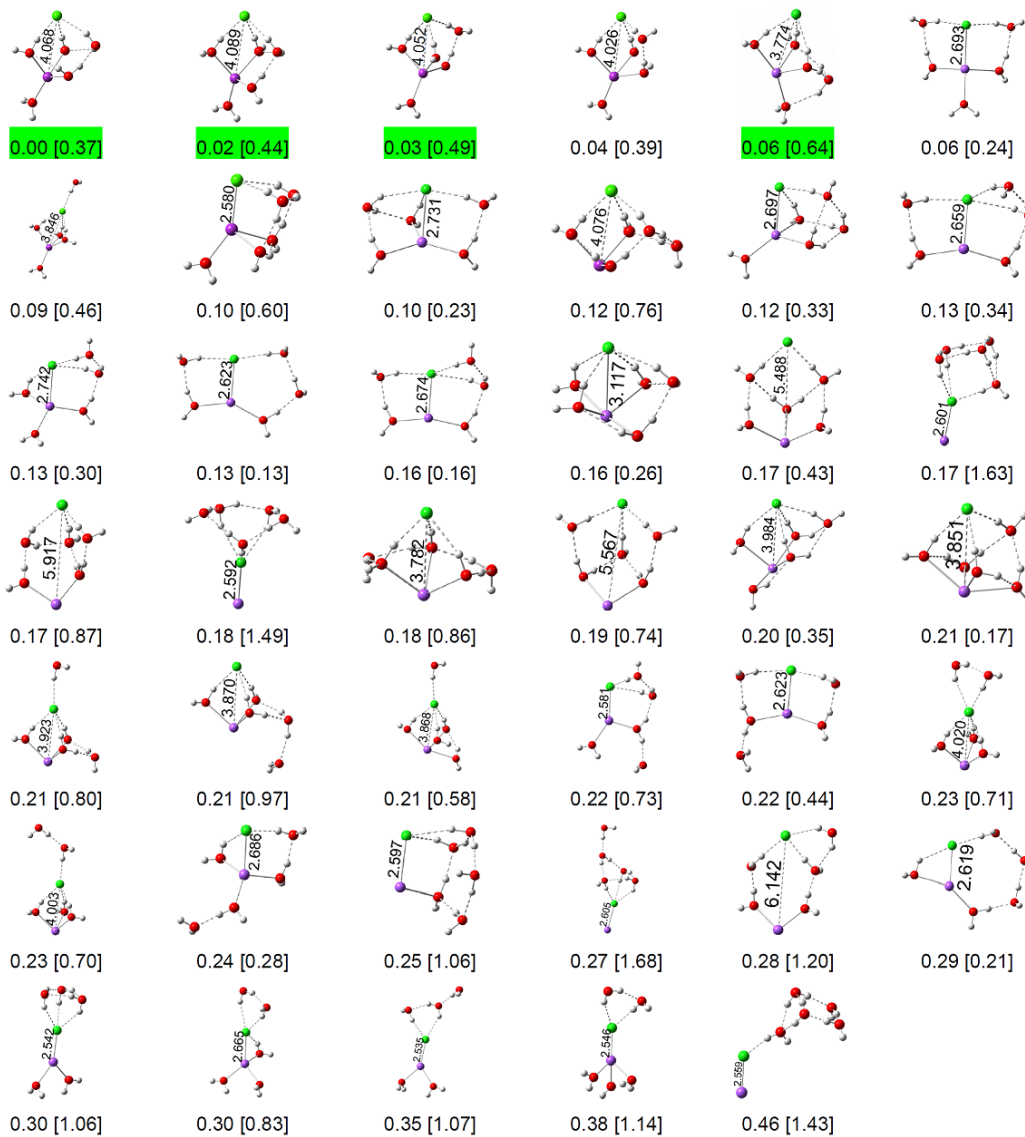 4.068 4.089 4.052 4.026 3.774 2.693
0.00 [0.37] 0.02 [0.44] 0.03 [0.49] 0.04 [0.39] 0.06 [0.64] 0.06 [0.24]
3.846 2.580 2.731 4.076 2.697 2.659
0.09 [0.46] 0.10 [0.60] 0.10 [0.23] 0.12 [0.76] 0.12 [0.33] 0.13 [0.34]
2.742 2.623 2.674 3.117 5.488 2.601
0.13 [0.30] 0.13 [0.13] 0.16 [0.16] 0.16 [0.26] 0.17 [0.43] 0.17 [1.63]
5.917 2.592 3.782 5.567 3.984 3.851
0.17 [0.87] 0.18 [1.49] 0.18 [0.86] 0.19 [0.74] 0.20 [0.35] 0.21 [0.17]
3.923 3.870 3.868 2.581 2.623 4.020
0.21 [0.80] 0.21 [0.97] 0.21 [0.58] 0.22 [0.73] 0.22 [0.44] 0.23 [0.71]
4.003 2.686 2.597 2.605 6.142 2.619
0.23 [0.70] 0.24 [0.28] 0.25 [1.06] 0.27 [1.68] 0.28 [1.20] 0.29 [0.21]
2.542 2.665 2.535 2.546 2.559
0.30 [1.06] 0.30 [0.83] 0.35 [1.07] 0.38 [1.14] 0.46 [1.43]